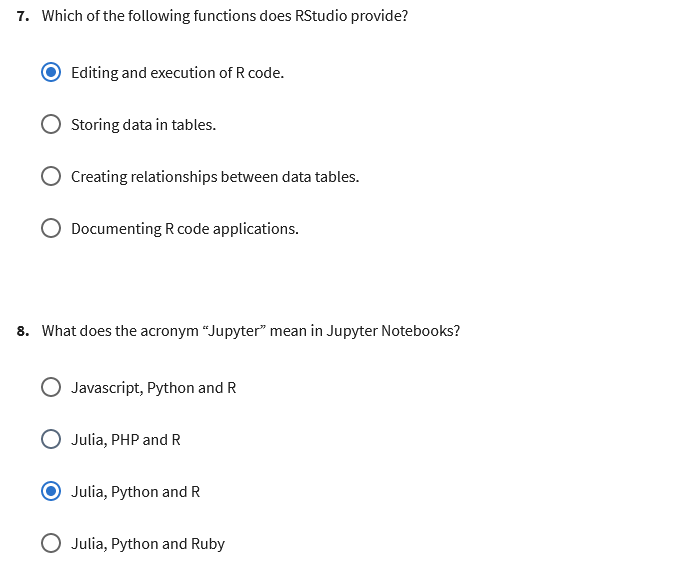 7. Which of the following functions does RStudio provide?
Editing and execution of R code.
Storing data in tables.
Creating relationships between data tables.
Documenting R code applications.
8. What does the acronym “Jupyter” mean in Jupyter Notebooks?
Javascript, Python and R
Julia, PHP and R
Julia, Python and R
Julia, Python and Ruby